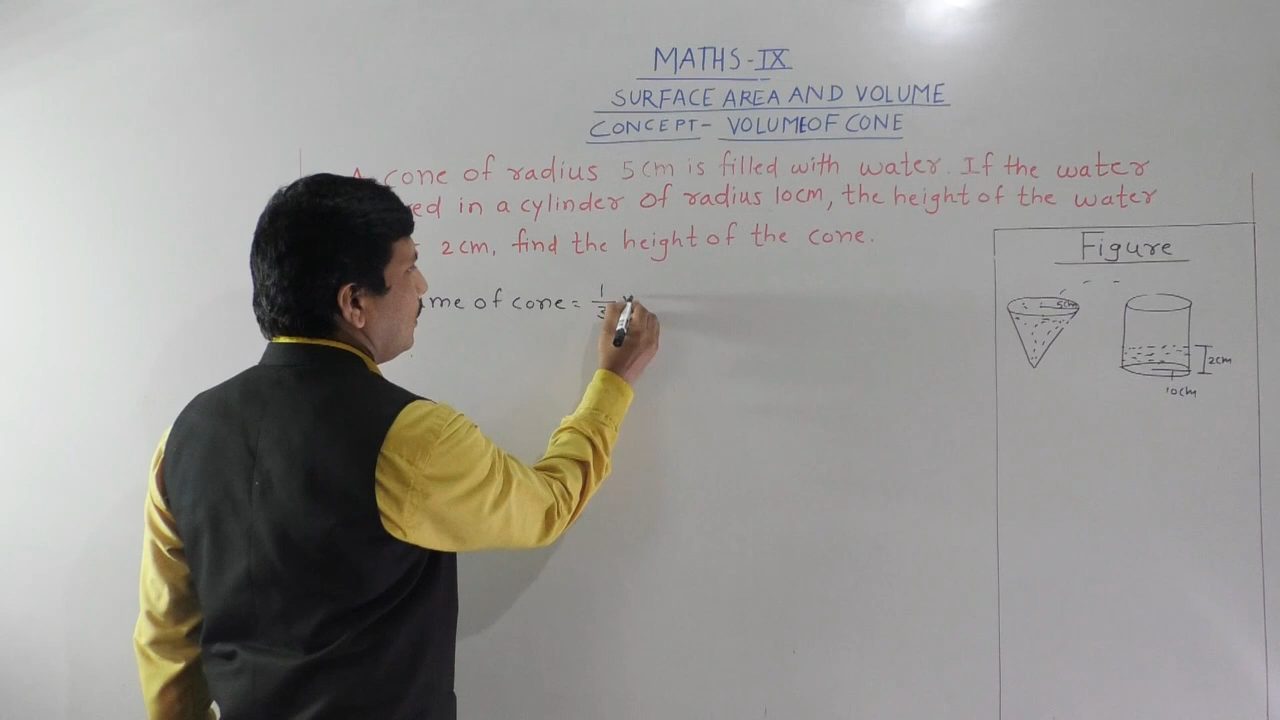 MATHS-IX
SURFACE AREA AND VOLUME
CONCEPT- VOLUME OF CONE
cone of radius 5cm is filled with water. If the water
in a cylinder of radius 10cm, the height of the water
2cm, find the height of the cone.
of cone = 1/3
Figure
5cm
2cm
10cm